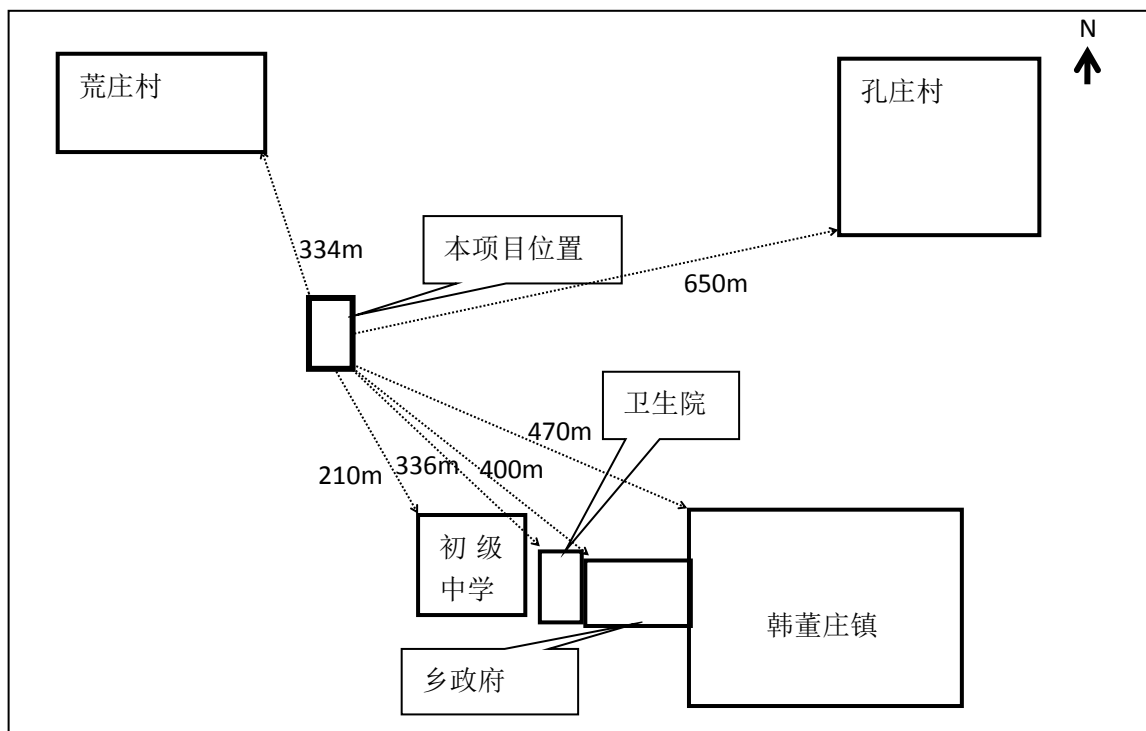 N
荒庄村
孔庄村
334m
本项目位置
650m
卫生院
470m
336m
400m
210m
初 级
中学
韩董庄镇
乡政府